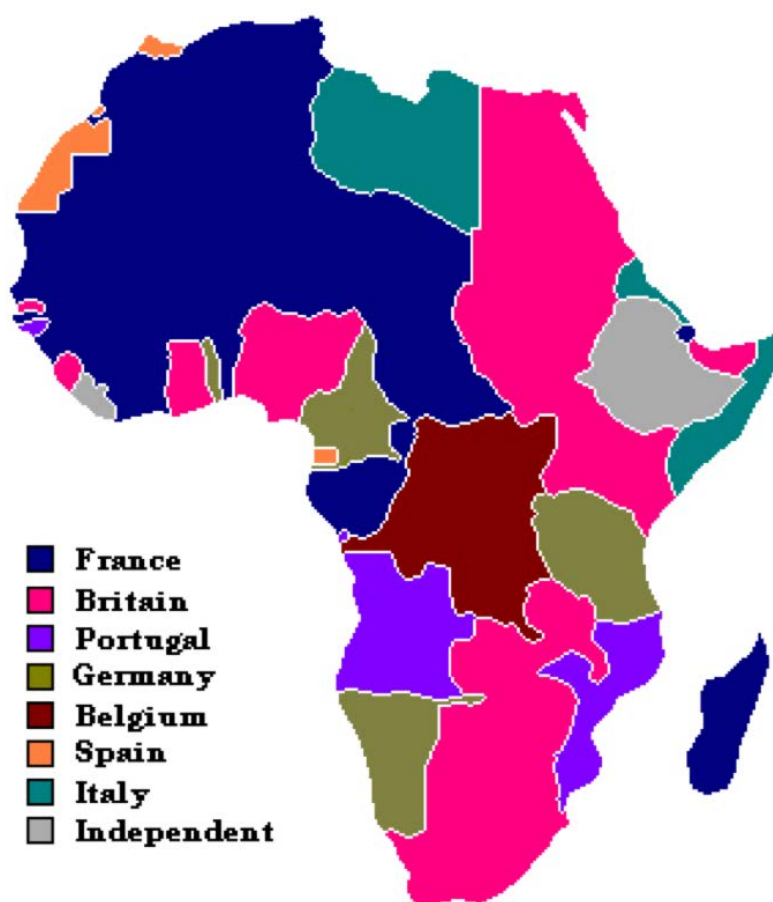 France
Britain
Portugal
Germany
Belgium
Spain
Italy
Independent